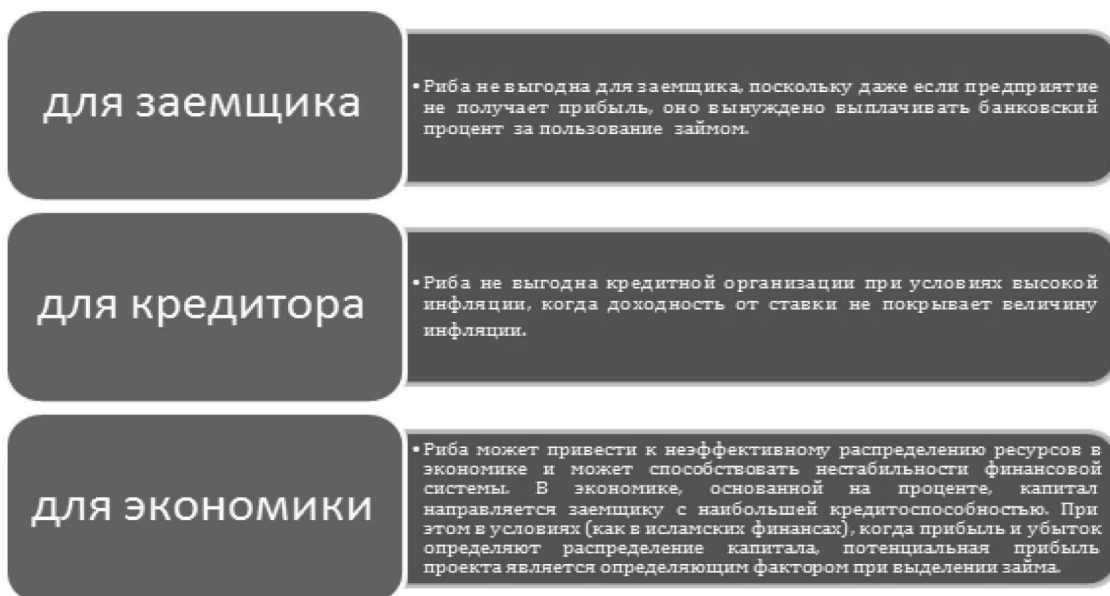 для заемщика
• Риба не выгодна для заемщика, поскольку даже если предприятие
не получает прибыль, оно вынуждено выплачивать банковский
процент за пользование займом.
для кредитора
• Риба не выгодна кредитной организации при условиях высокой
инфляции, когда доходность от ставки не покрывает величину
инфляции.
для экономики
• Риба может привести к неэффективному распределению ресурсов в
экономике и может способствовать нестабильности финансовой
системы. В экономике, основанной на проценте, капитал
направляется заемщику с наибольшей кредитоспособностью. При
этом в условиях (как в исламских финансах), когда прибыль и убыток
определяют распределение капитала, потенциальная прибыль
проекта является определяющим фактором при выделении займа.